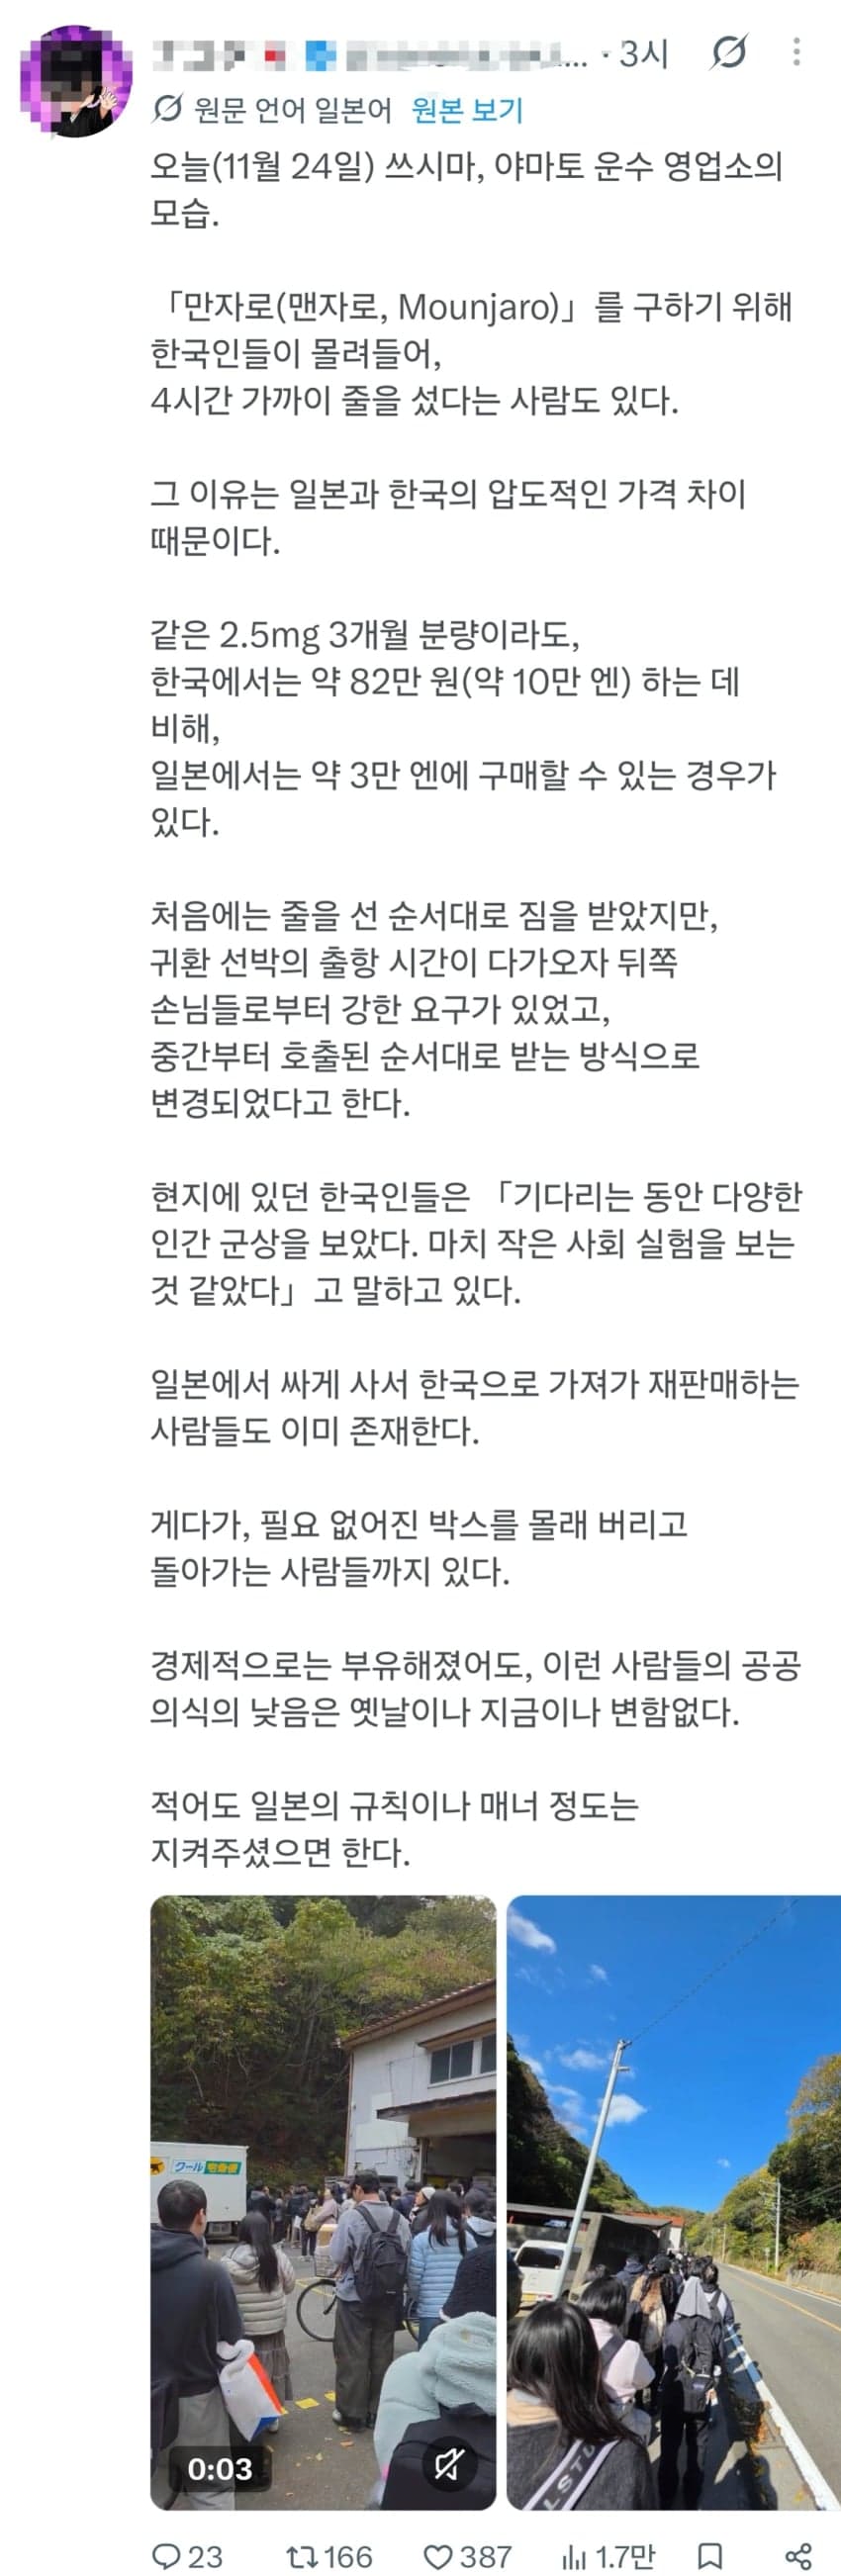 ... · 3시
원문 언어 일본어 원본 보기
오늘(11월 24일) 쓰시마, 야마토 운수 영업소의
모습.
「만자로(맨자로, Mounjaro)」를 구하기 위해
한국인들이 몰려들어,
4시간 가까이 줄을 섰다는 사람도 있다.
그 이유는 일본과 한국의 압도적인 가격 차이
때문이다.
같은 2.5mg 3개월 분량이라도,
한국에서는 약 82만 원(약 10만 엔) 하는 데
비해,
일본에서는 약 3만 엔에 구매할 수 있는 경우가
있다.
처음에는 줄을 선 순서대로 짐을 받았지만,
귀환 선박의 출항 시간이 다가오자 뒤쪽
손님들로부터 강한 요구가 있었고,
중간부터 호출된 순서대로 받는 방식으로
변경되었다고 한다.
현지에 있던 한국인들은 「기다리는 동안 다양한
인간 군상을 보았다. 마치 작은 사회 실험을 보는
것 같았다」고 말하고 있다.
일본에서 싸게 사서 한국으로 가져가 재판매하는
사람들도 이미 존재한다.
게다가, 필요 없어진 박스를 몰래 버리고
돌아가는 사람들까지 있다.
경제적으로는 부유해졌어도, 이런 사람들의 공공
의식의 낮음은 옛날이나 지금이나 변함없다.
적어도 일본의 규칙이나 매너 정도는
지켜주셨으면 한다.
クール宅急便
0:03
23 166 387 1.7만